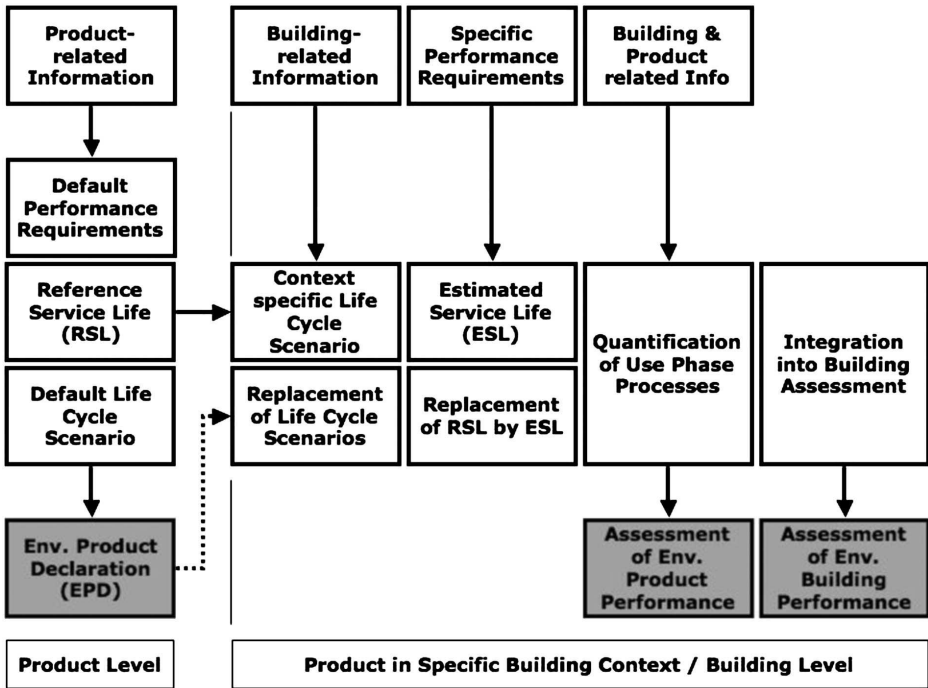 Product-
related
Information
Building-
related
Information
Specific
Performance
Requirements
Building &
Product
related Info
Default
Performance
Requirements
Reference
Service Life
(RSL)
Context
specific Life
Cycle
Scenario
Estimated
Service Life
(ESL)
Quantification
of Use Phase
Processes
Integration
into Building
Assessment
Default Life
Cycle
Scenario
Replacement
of Life Cycle
Scenarios
Replacement
of RSL by ESL
Env. Product
Declaration
(EPD)
Assessment
of Env.
Product
Performance
Assessment
of Env.
Building
Performance
Product Level
Product in Specific Building Context / Building Level